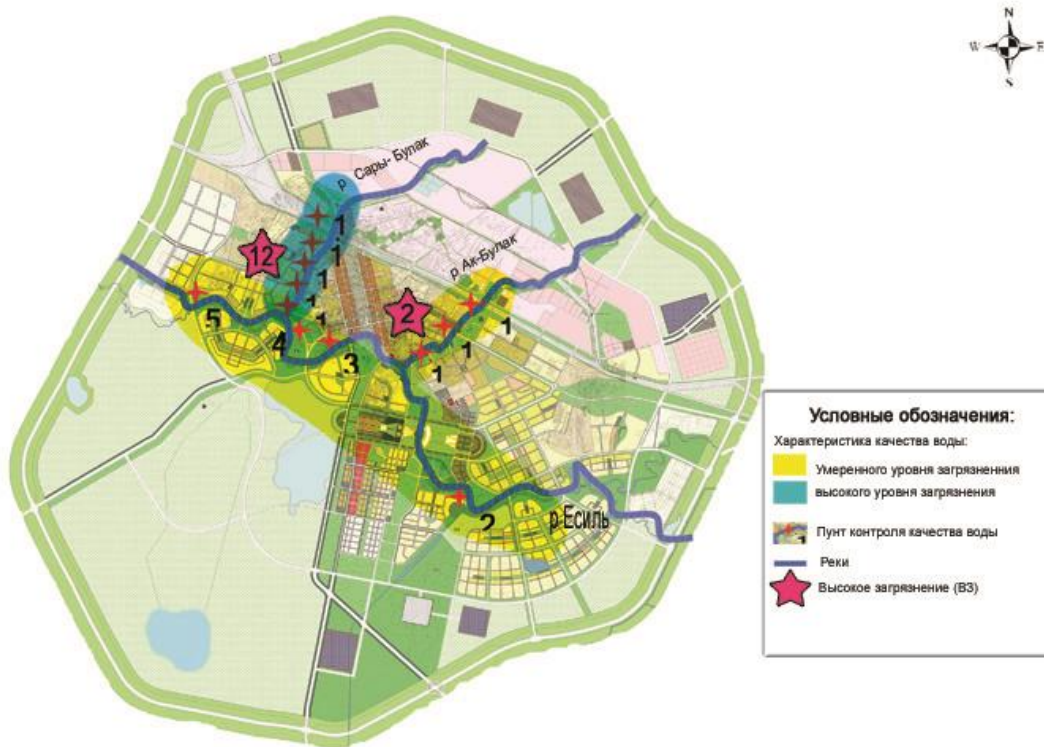 N
W E
S
р Сары- Булак
12
1
1
1
1
р Ак-Булак
2
1
1
1
5
4
3
2
р Есиль
Условные обозначения:
Характеристика качества воды:
Умеренного уровня загрязненния
высокого уровня загрязнения
1
Пунт контроля качества воды
Реки
Высокое загрязнение (ВЗ)